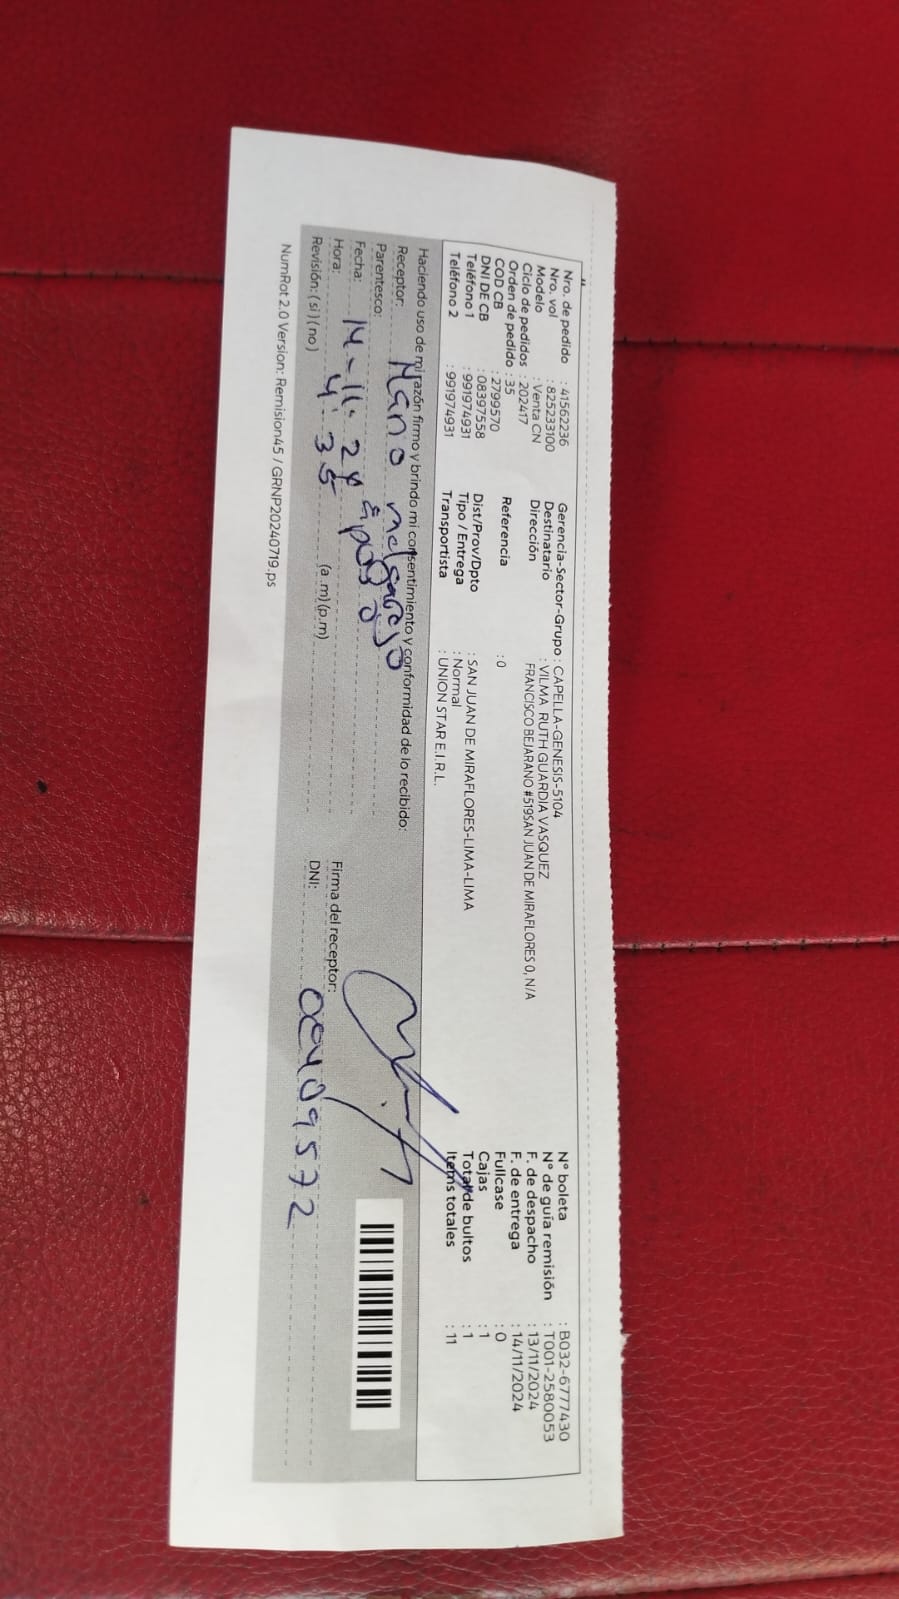 Nro. de pedido : 41562236
Nro. vol : 825233100
Modelo : Venta CN
Ciclo de pedidos : 202417
Orden de pedido : 35
COD CB : 2799570
DNI DE CB : 08397558
Teléfono 1 : 991974931
Teléfono 2 : 991974931
Gerencia-Sector-Grupo : CAPELLA-GENESIS-5104
Destinatario : VILMA RUTH GUARDIA VASQUEZ
Dirección FRANCISCO BEJARANO #519SAN JUAN DE MIRAFLORES 0, N/A
Referencia : 0
Dist/Prov/Dpto : SAN JUAN DE MIRAFLORES-LIMA-LIMA
Tipo / Entrega : Normal
Transportista : UNION STAR E.I.R.L.
N° boleta : B032-6777430
N° de guía remisión : T001-2580053
F. de despacho : 13/11/2024
F. de entrega : 14/11/2024
Fullcase : 0
Cajas : 1
Total de bultos : 1
Items totales : 11
Haciendo uso de mi razón firmo y brindo mi consentimiento y conformidad de lo recibido:
Receptor: Mario melgarejo
Parentesco: esposo
Fecha: 14-11-24
Hora: 4:35 (a.m)(p.m)
Revisión: (si)(no)
Firma del receptor:
DNI:
NumRot 2.0 Version: Remision45 / GRNP20240719.ps